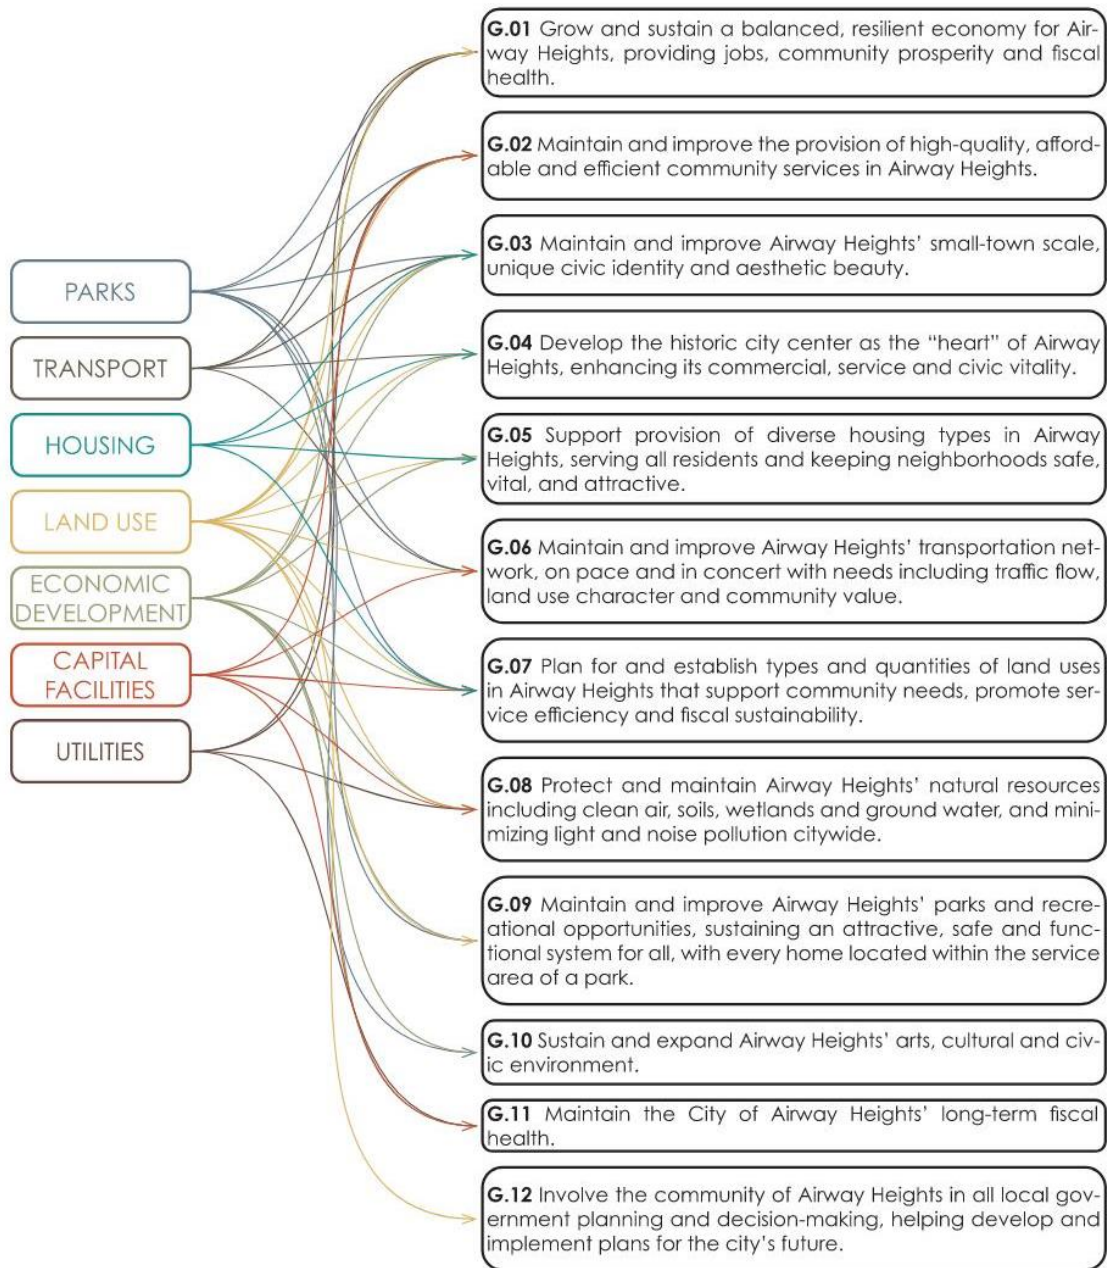 PARKS
TRANSPORT
HOUSING
LAND USE
ECONOMIC
DEVELOPMENT
CAPITAL
FACILITIES
UTILITIES
G.01 Grow and sustain a balanced, resilient economy for Air-
way Heights, providing jobs, community prosperity and fiscal
health.
G.02 Maintain and improve the provision of high-quality, afford-
able and efficient community services in Airway Heights.
G.03 Maintain and improve Airway Heights’ small-town scale,
unique civic identity and aesthetic beauty.
G.04 Develop the historic city center as the “heart” of Airway
Heights, enhancing its commercial, service and civic vitality.
G.05 Support provision of diverse housing types in Airway
Heights, serving all residents and keeping neighborhoods safe,
vital, and attractive.
G.06 Maintain and improve Airway Heights’ transportation net-
work, on pace and in concert with needs including traffic flow,
land use character and community value.
G.07 Plan for and establish types and quantities of land uses
in Airway Heights that support community needs, promote ser-
vice efficiency and fiscal sustainability.
G.08 Protect and maintain Airway Heights’ natural resources
including clean air, soils, wetlands and ground water, and mini-
mizing light and noise pollution citywide.
G.09 Maintain and improve Airway Heights’ parks and recre-
ational opportunities, sustaining an attractive, safe and func-
tional system for all, with every home located within the service
area of a park.
G.10 Sustain and expand Airway Heights’ arts, cultural and civ-
ic environment.
G.11 Maintain the City of Airway Heights’ long-term fiscal
health.
G.12 Involve the community of Airway Heights in all local gov-
ernment planning and decision-making, helping develop and
implement plans for the city’s future.